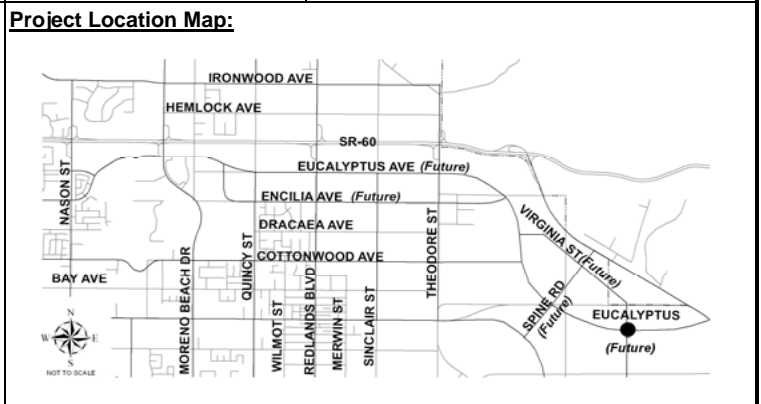 Project Location Map:
IRONWOOD AVE
HEMLOCK AVE
SR-60
EUCALYPTUS AVE (Future)
NASON ST
ENCILIA AVE (Future)
DRACAEA AVE
COTTONWOOD AVE
BAY AVE
MORENO BEACH DR
QUINCY ST
WILMOT ST
REDLANDS BLVD
MERWIN ST
SINCLAIR ST
THEODORE ST
VIRGINIA ST(Future)
SPINE RD
(Future)
EUCALYPTUS
(Future)
N
W
E
S
NOT TO SCALE